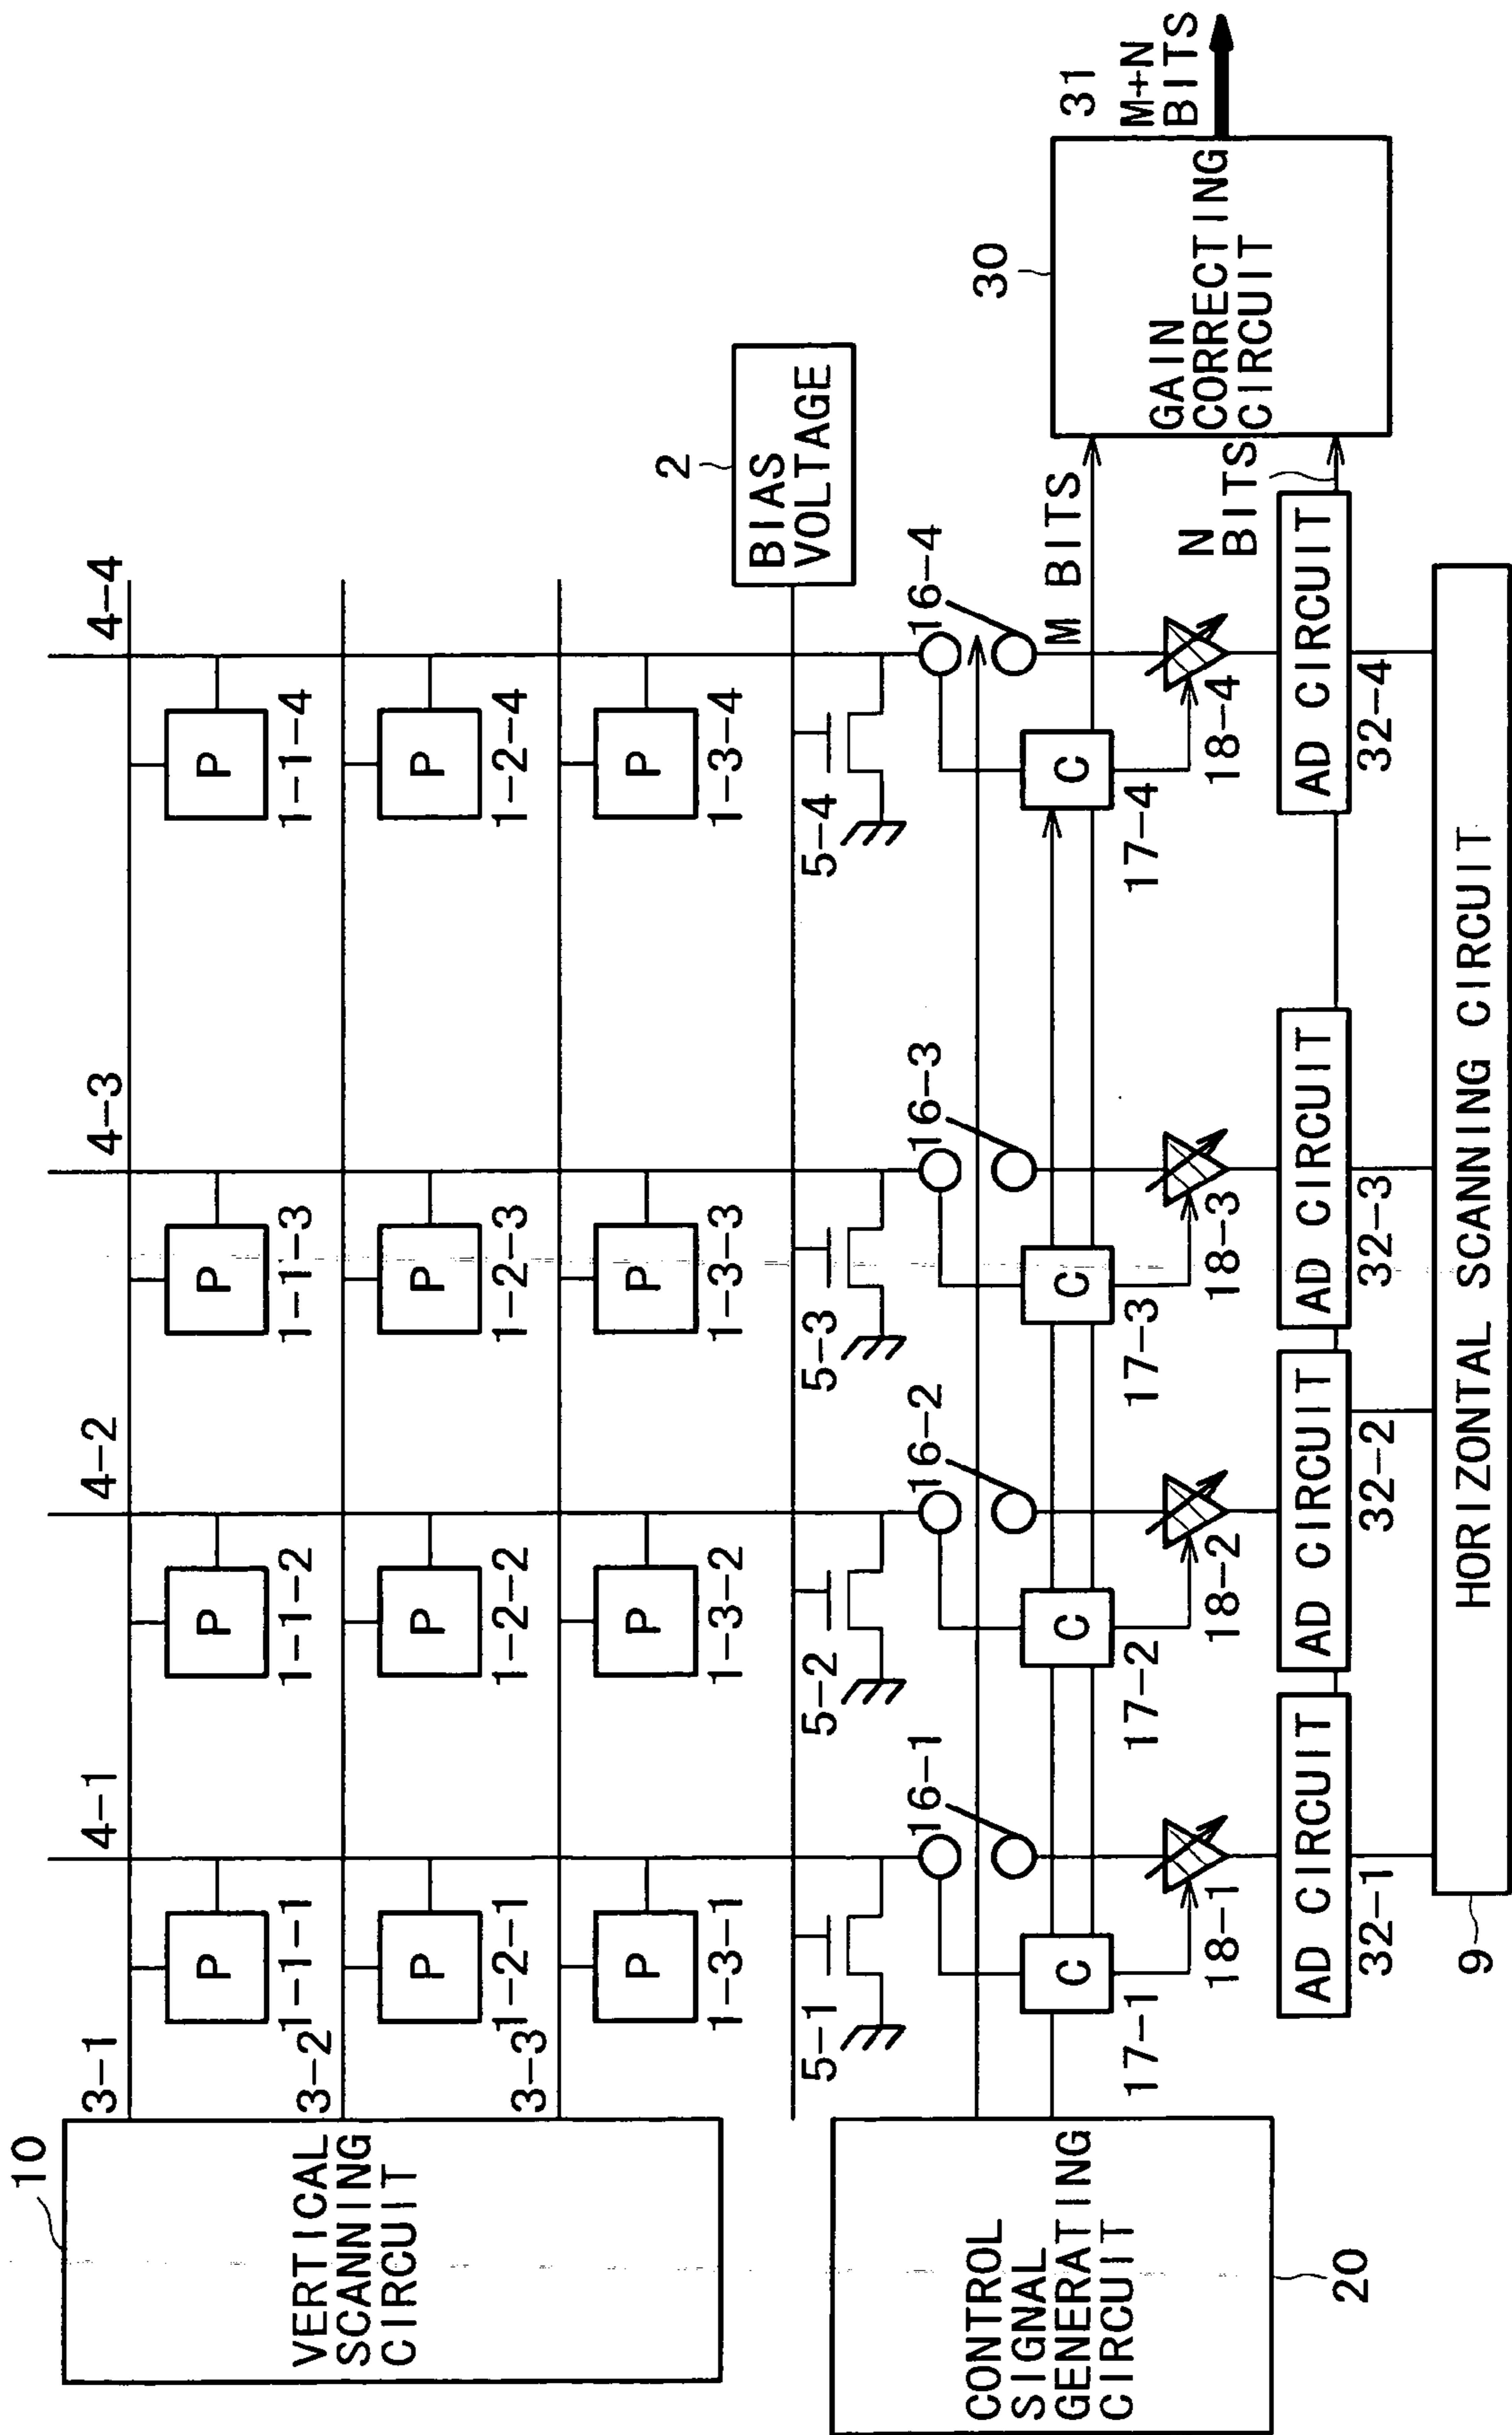 10
VERTICAL
SCANNING
CIRCUIT
3-1
3-2
3-3
4-1
4-2
4-3
4-4
P
1-1-1
P
1-1-2
P
1-1-3
P
1-1-4
P
1-2-1
P
1-2-2
P
1-2-3
P
1-2-4
P
1-3-1
P
1-3-2
P
1-3-3
P
1-3-4
2
BIAS
VOLTAGE
5-1
5-2
5-3
5-4
CONTROL
SIGNAL
GENERATING
CIRCUIT
20
16-1
16-2
16-3
16-4
C
17-1
C
17-2
C
17-3
C
17-4
M BITS
18-1
18-2
18-3
18-4
N
BITS
30
GAIN
CORRECTING
CIRCUIT
31
M+N
BITS
AD CIRCUIT
32-1
AD CIRCUIT
32-2
AD CIRCUIT
32-3
AD CIRCUIT
32-4
9
HORIZONTAL SCANNING CIRCUIT